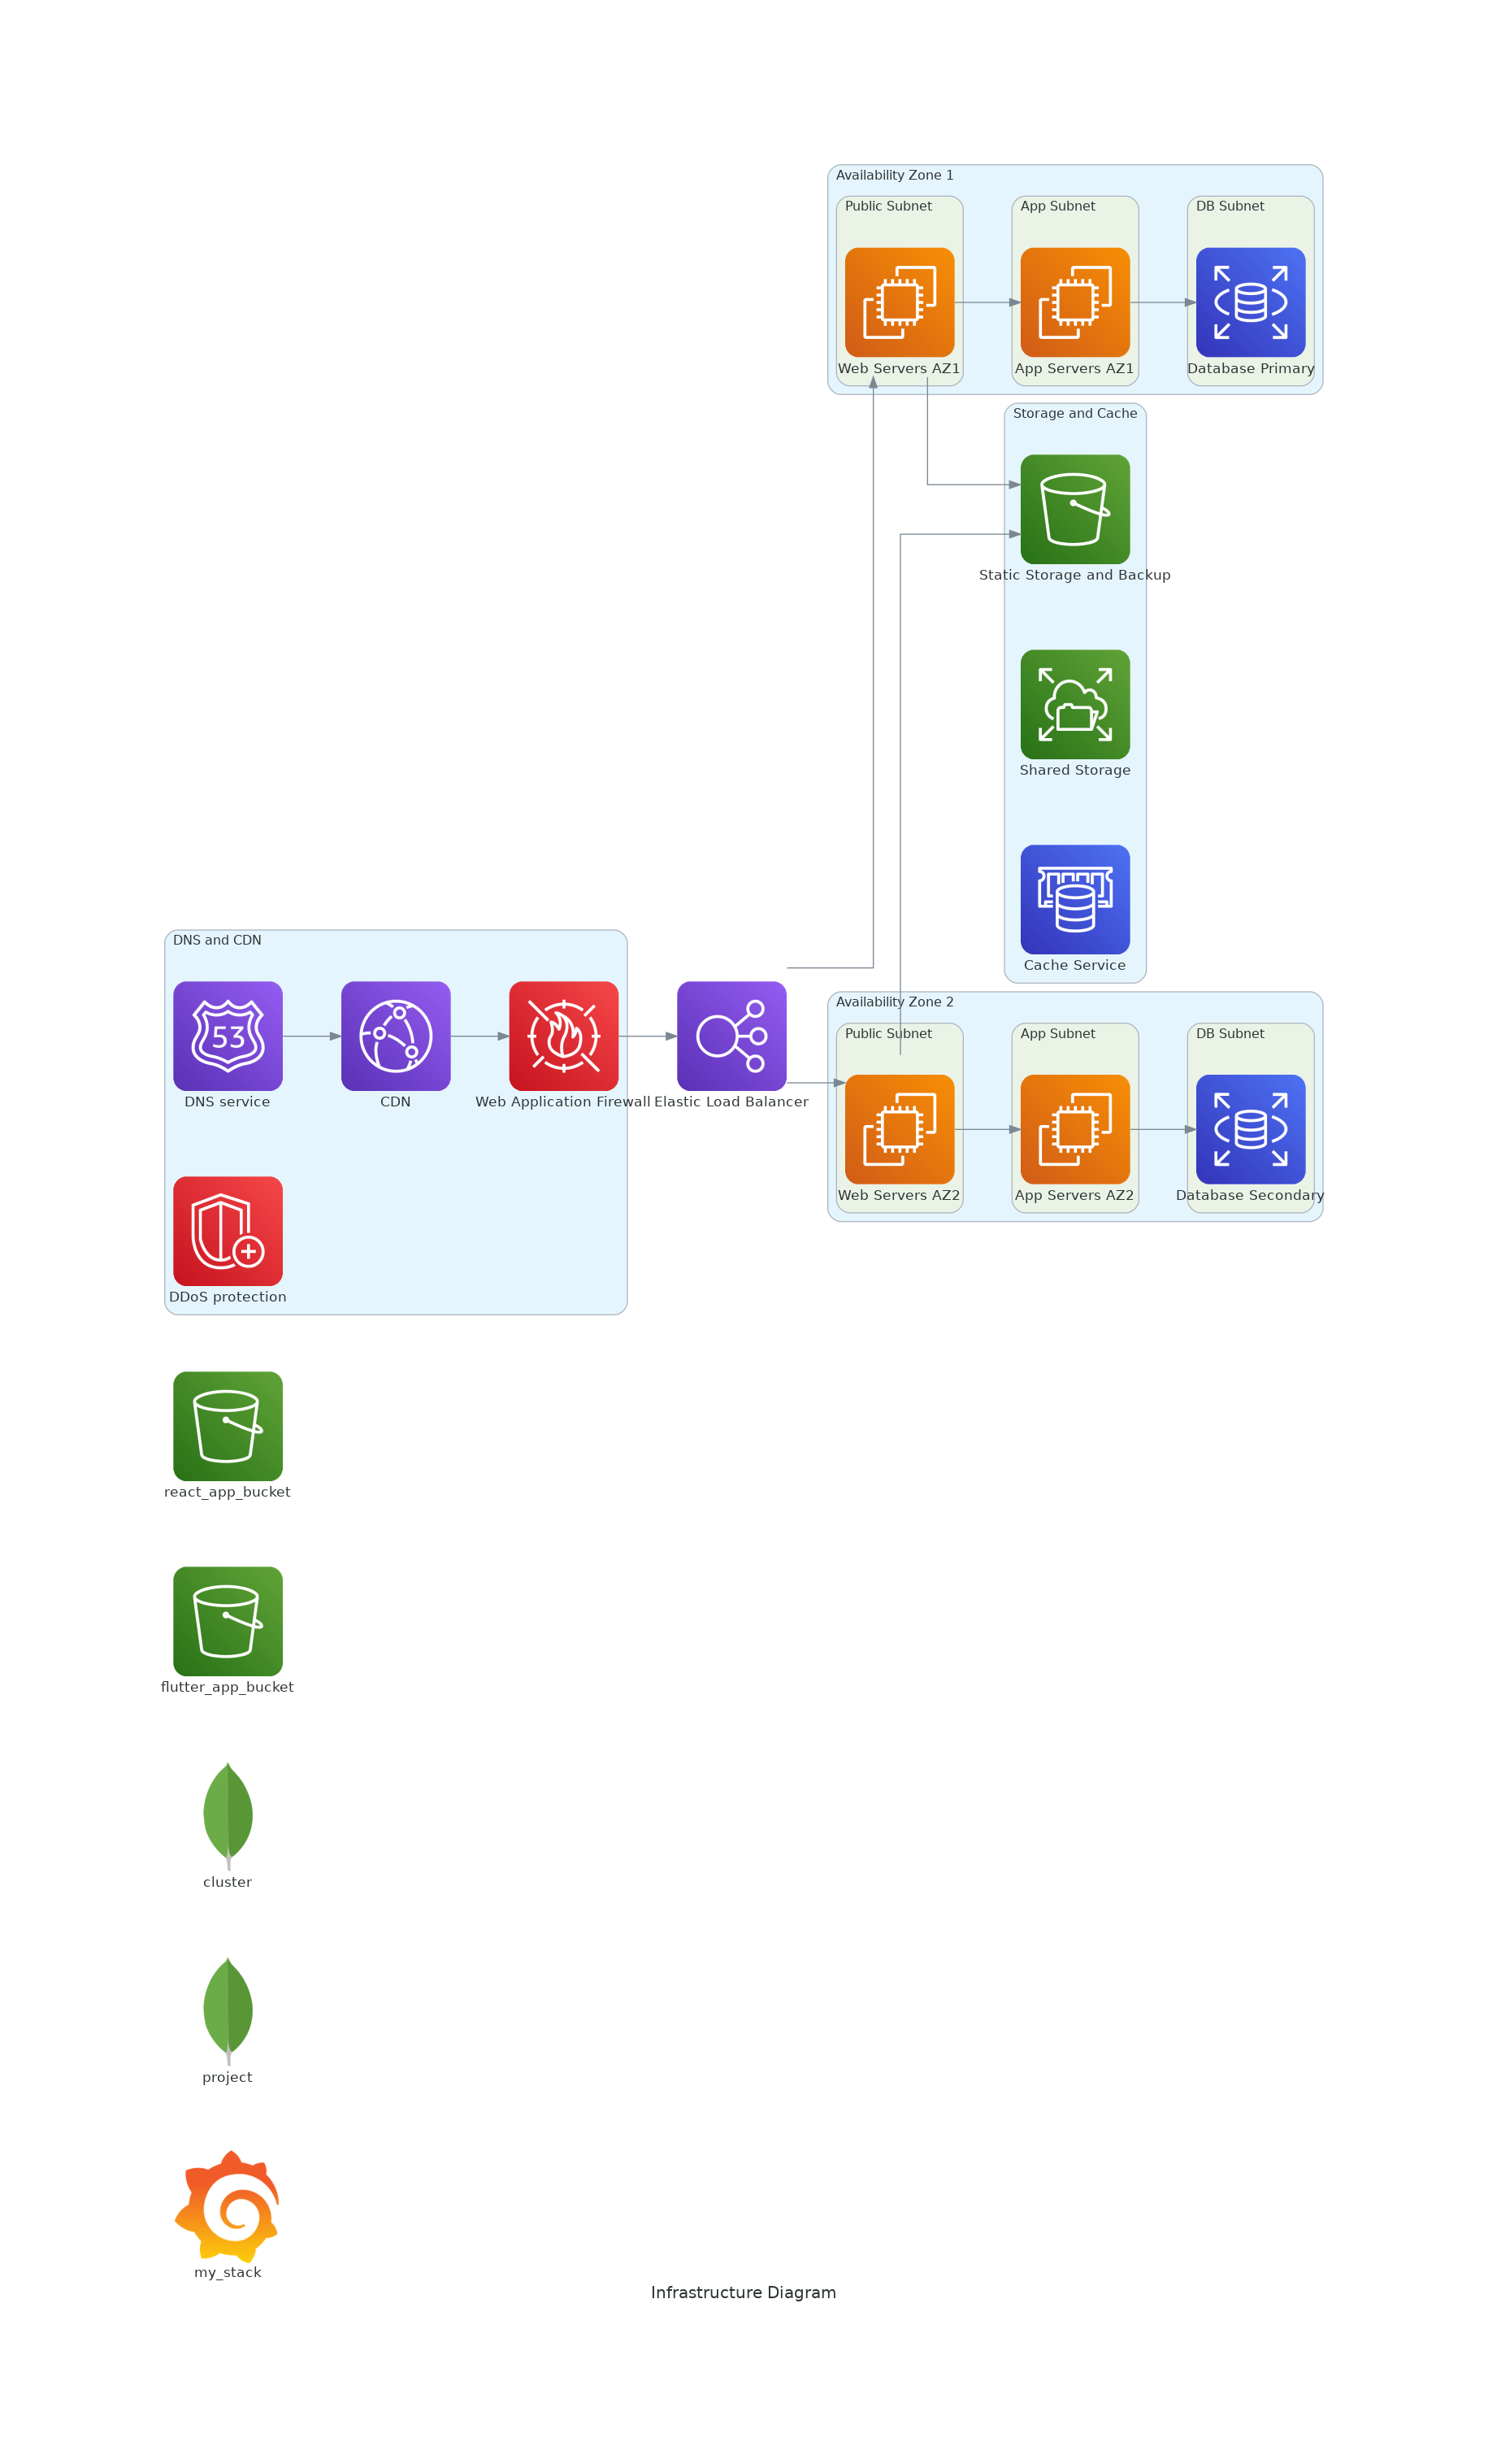 Availability Zone 1
Public Subnet
App Subnet
DB Subnet
Web Servers AZ1
App Servers AZ1
Database Primary
Storage and Cache
Static Storage and Backup
Shared Storage
Cache Service
DNS and CDN
53
DNS service
CDN
Web Application Firewall
Elastic Load Balancer
DDoS protection
Availability Zone 2
Public Subnet
App Subnet
DB Subnet
Web Servers AZ2
App Servers AZ2
Database Secondary
react_app_bucket
flutter_app_bucket
cluster
project
my_stack
Infrastructure Diagram